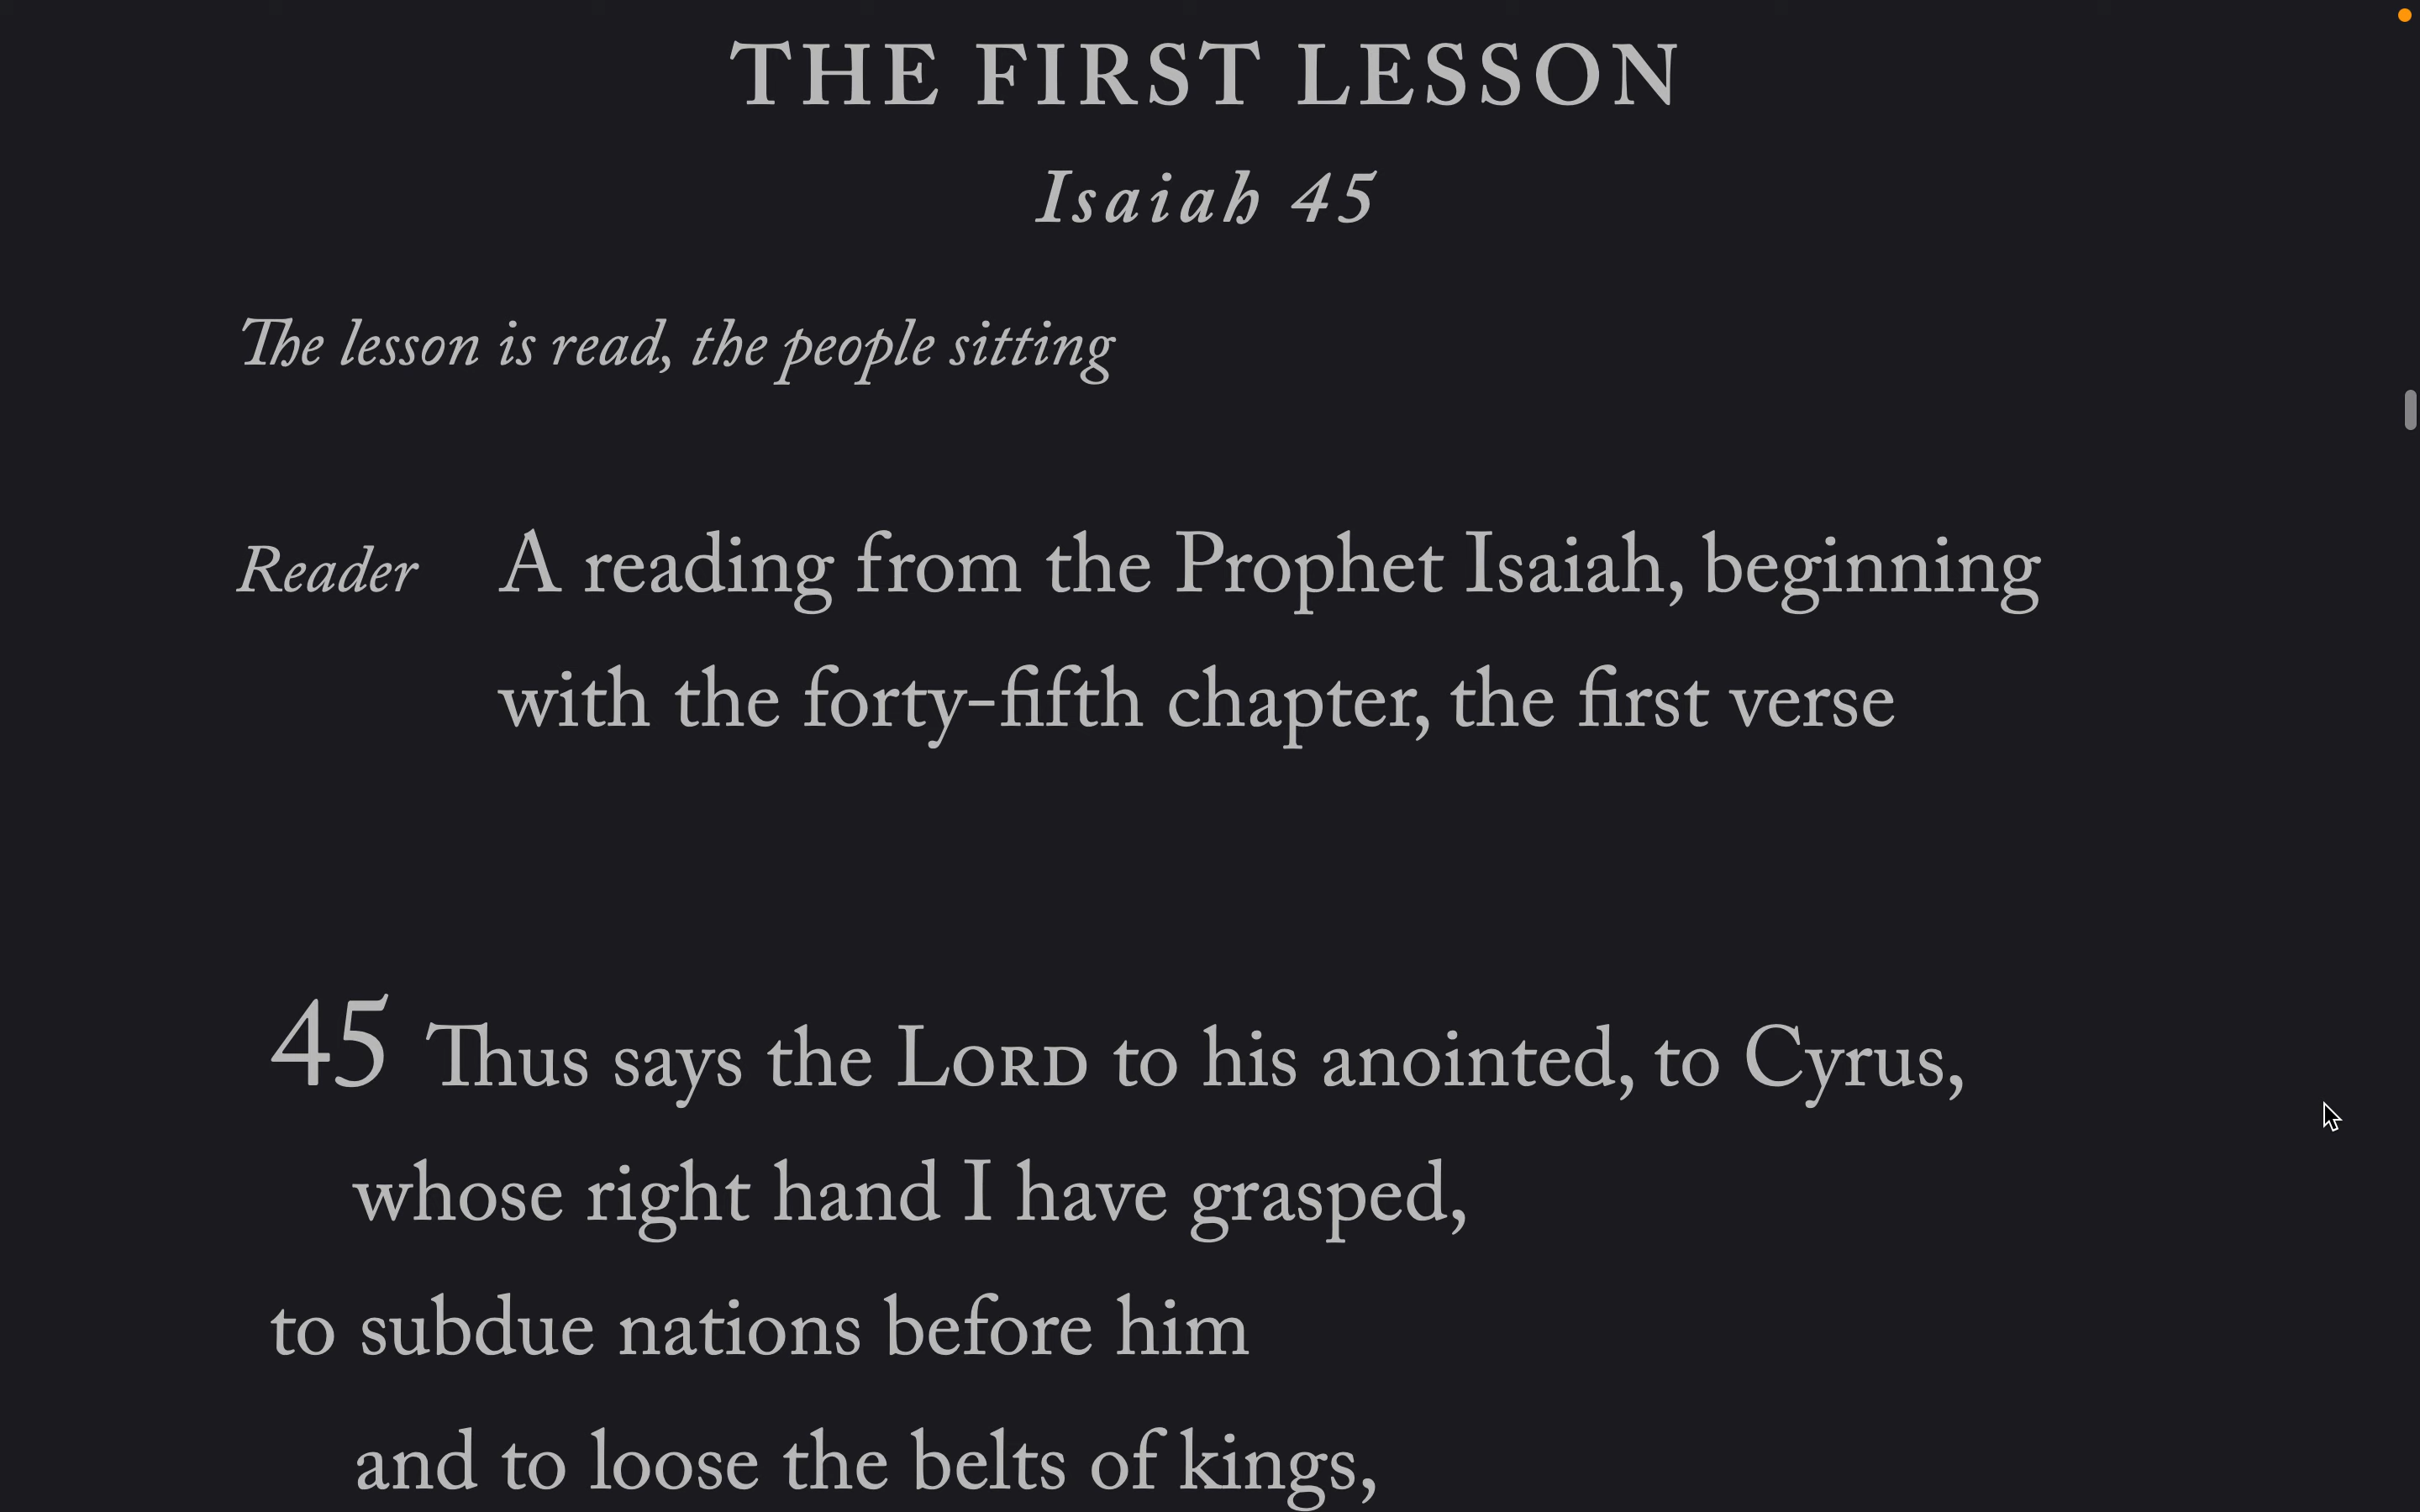 THE FIRST LESSON
Isaiah 45
The lesson is read, the people sitting
Reader A reading from the Prophet Isaiah, beginning
with the forty-fifth chapter, the first verse
45 Thus says the LORD to his anointed, to Cyrus,
whose right hand I have grasped,
to subdue nations before him
and to loose the belts of kings,